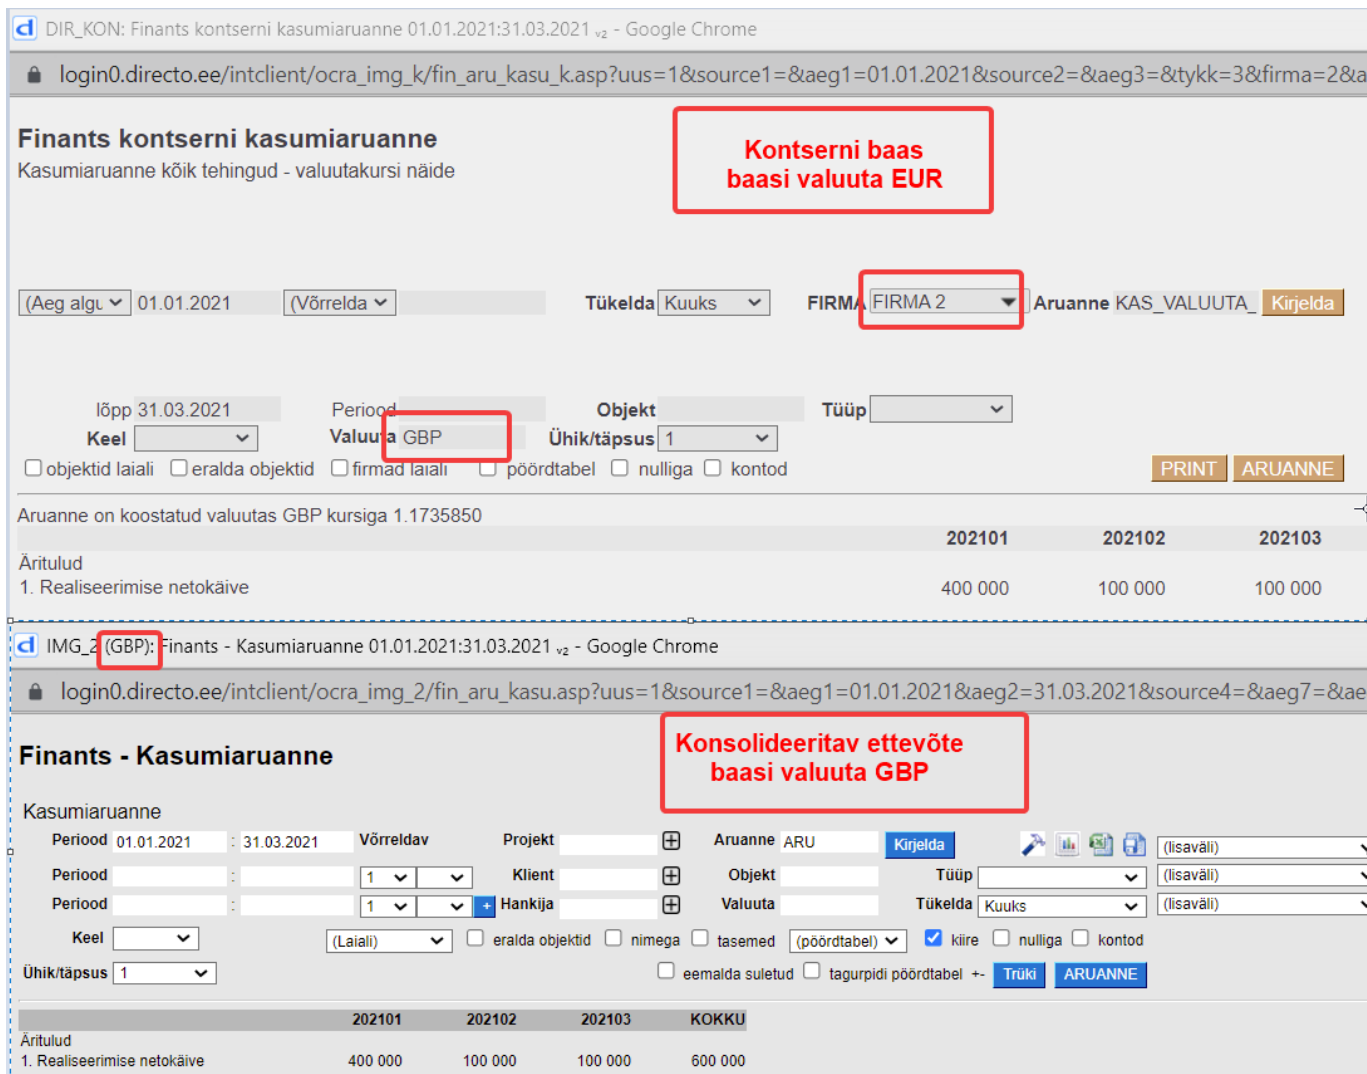 DIR_KON: Finants kontserni kasumiaruanne 01.01.2021:31.03.2021 v2 - Google Chrome
login0.directo.ee/intclient/ocra_img_k/fin_aru_kasu_k.asp?uus=1&source1=&aeg1=01.01.2021&source2=&aeg3=&tykk=3&firma=2&a
Finants kontserni kasumiaruanne
Kasumiaruanne kõik tehingud - valuutakursi näide
Kontserni baas
baasi valuuta EUR
(Aeg algu 01.01.2021 (Võrrelda Tükelda Kuuks FIRMA FIRMA 2 Aruanne KAS_VALUUTA_ Kirjelda
lõpp 31.03.2021 Periood Objekt Tüüp
Keel Valuuta GBP Ühik/täpsus 1
objektid laiali eralda objektid firmad laiali pöördtabel nulliga kontod PRINT ARUANNE
Aruanne on koostatud valuutas GBP kursiga 1.1735850
202101 202102 202103
Äritulud
1. Realiseerimise netokäive 400 000 100 000 100 000
IMG_2 (GBP): Finants - Kasumiaruanne 01.01.2021:31.03.2021 v2 - Google Chrome
login0.directo.ee/intclient/ocra_img_2/fin_aru_kasu.asp?uus=1&source1=&aeg1=01.01.2021&aeg2=31.03.2021&source4=&aeg7=&ae
Konsolideeritav ettevõte
baasi valuuta GBP
Finants - Kasumiaruanne
Kasumiaruanne
Periood 01.01.2021 : 31.03.2021 Võrreldav Projekt Aruanne ARU Kirjelda (lisaväli)
Periood : 1 Klient Objekt Tüüp (lisaväli)
Periood : 1 + Hankija Valuuta Tükelda Kuuks (lisaväli)
Keel (Laiali) eralda objektid nimega tasemed (pöördtabel) kiire nulliga kontod
Ühik/täpsus 1 eemalda suletud tagurpidi pöördtabel +- Trüki ARUANNE
202101 202102 202103 KOKKU
Äritulud
1. Realiseerimise netokäive 400 000 100 000 100 000 600 000